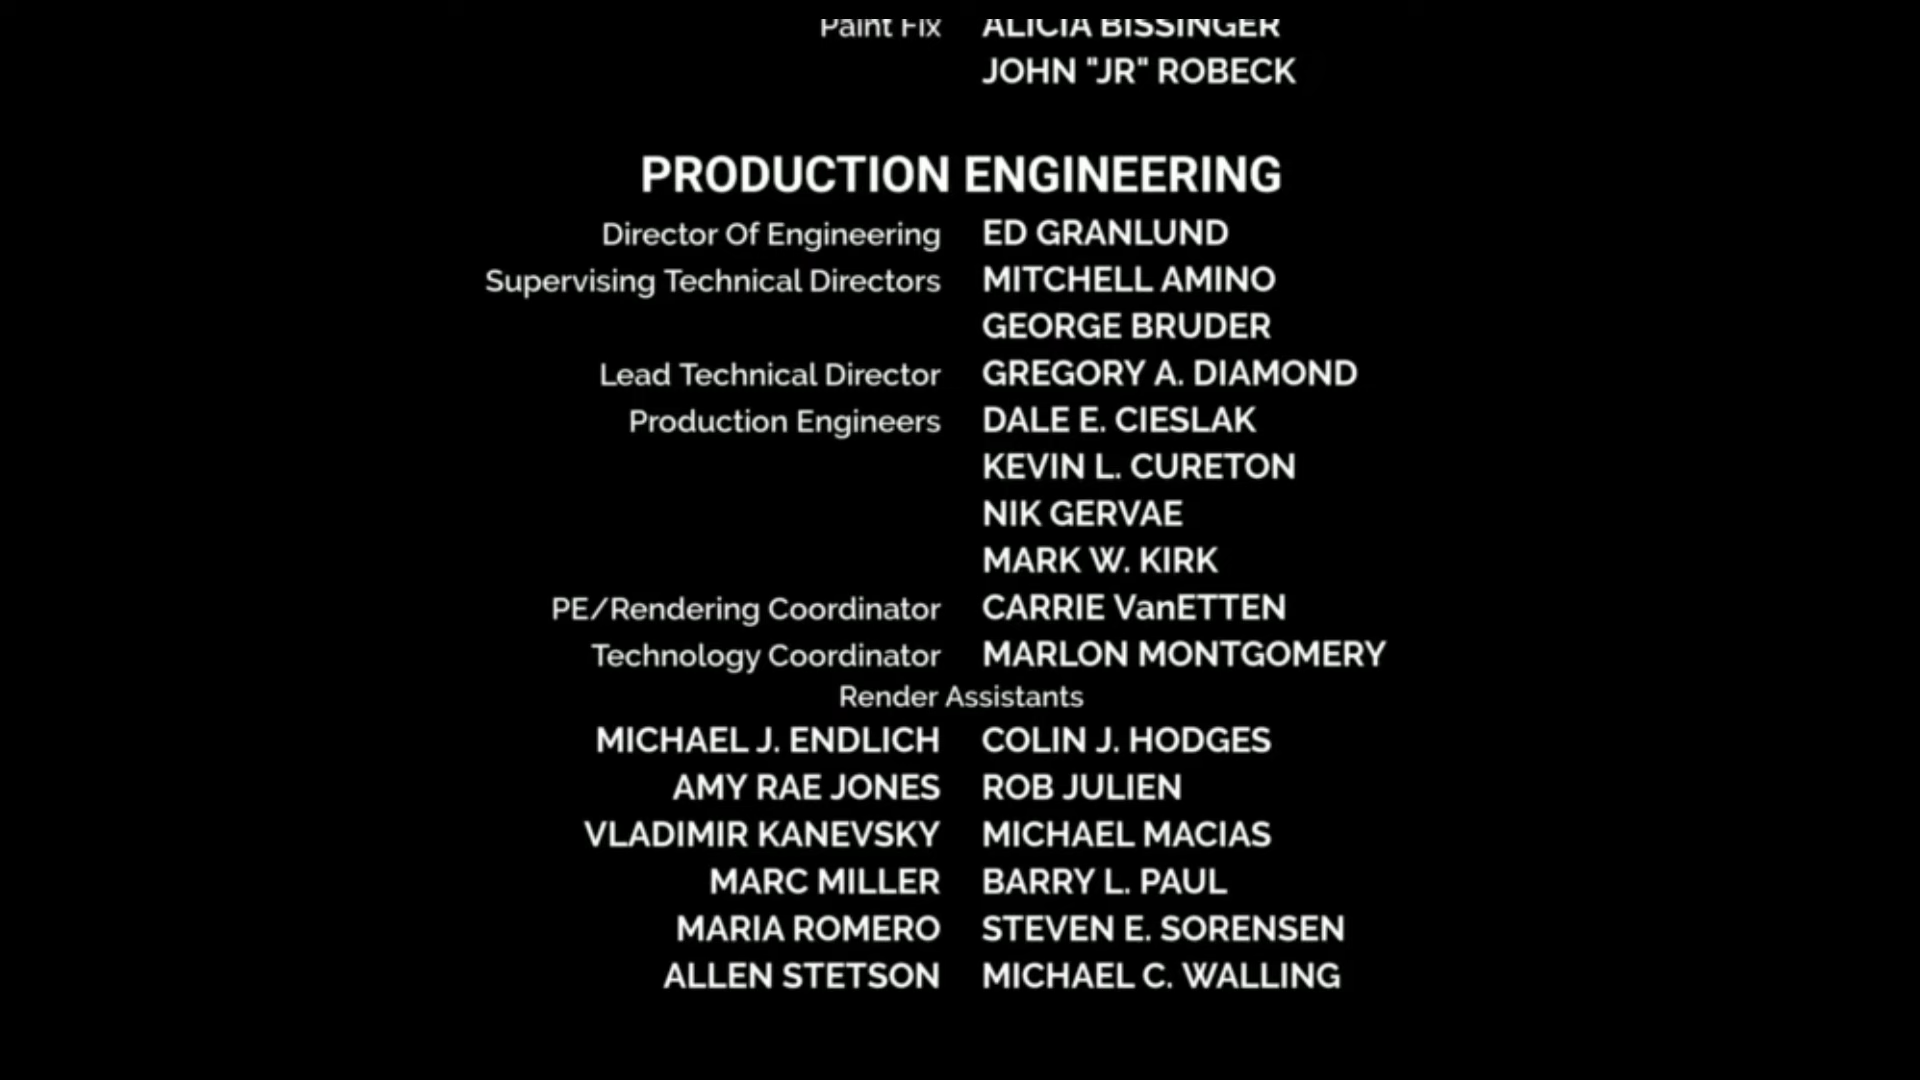 Paint Fix ALICIA BISSINGER
JOHN "JR" ROBECK
PRODUCTION ENGINEERING
Director Of Engineering ED GRANLUND
Supervising Technical Directors MITCHELL AMINO
GEORGE BRUDER
Lead Technical Director GREGORY A. DIAMOND
Production Engineers DALE E. CIESLAK
KEVIN L. CURETON
NIK GERVAE
MARK W. KIRK
PE/Rendering Coordinator CARRIE VanETTEN
Technology Coordinator MARLON MONTGOMERY
Render Assistants
MICHAEL J. ENDLICH COLIN J. HODGES
AMY RAE JONES ROB JULIEN
VLADIMIR KANEVSKY MICHAEL MACIAS
MARC MILLER BARRY L. PAUL
MARIA ROMERO STEVEN E. SORENSEN
ALLEN STETSON MICHAEL C. WALLING